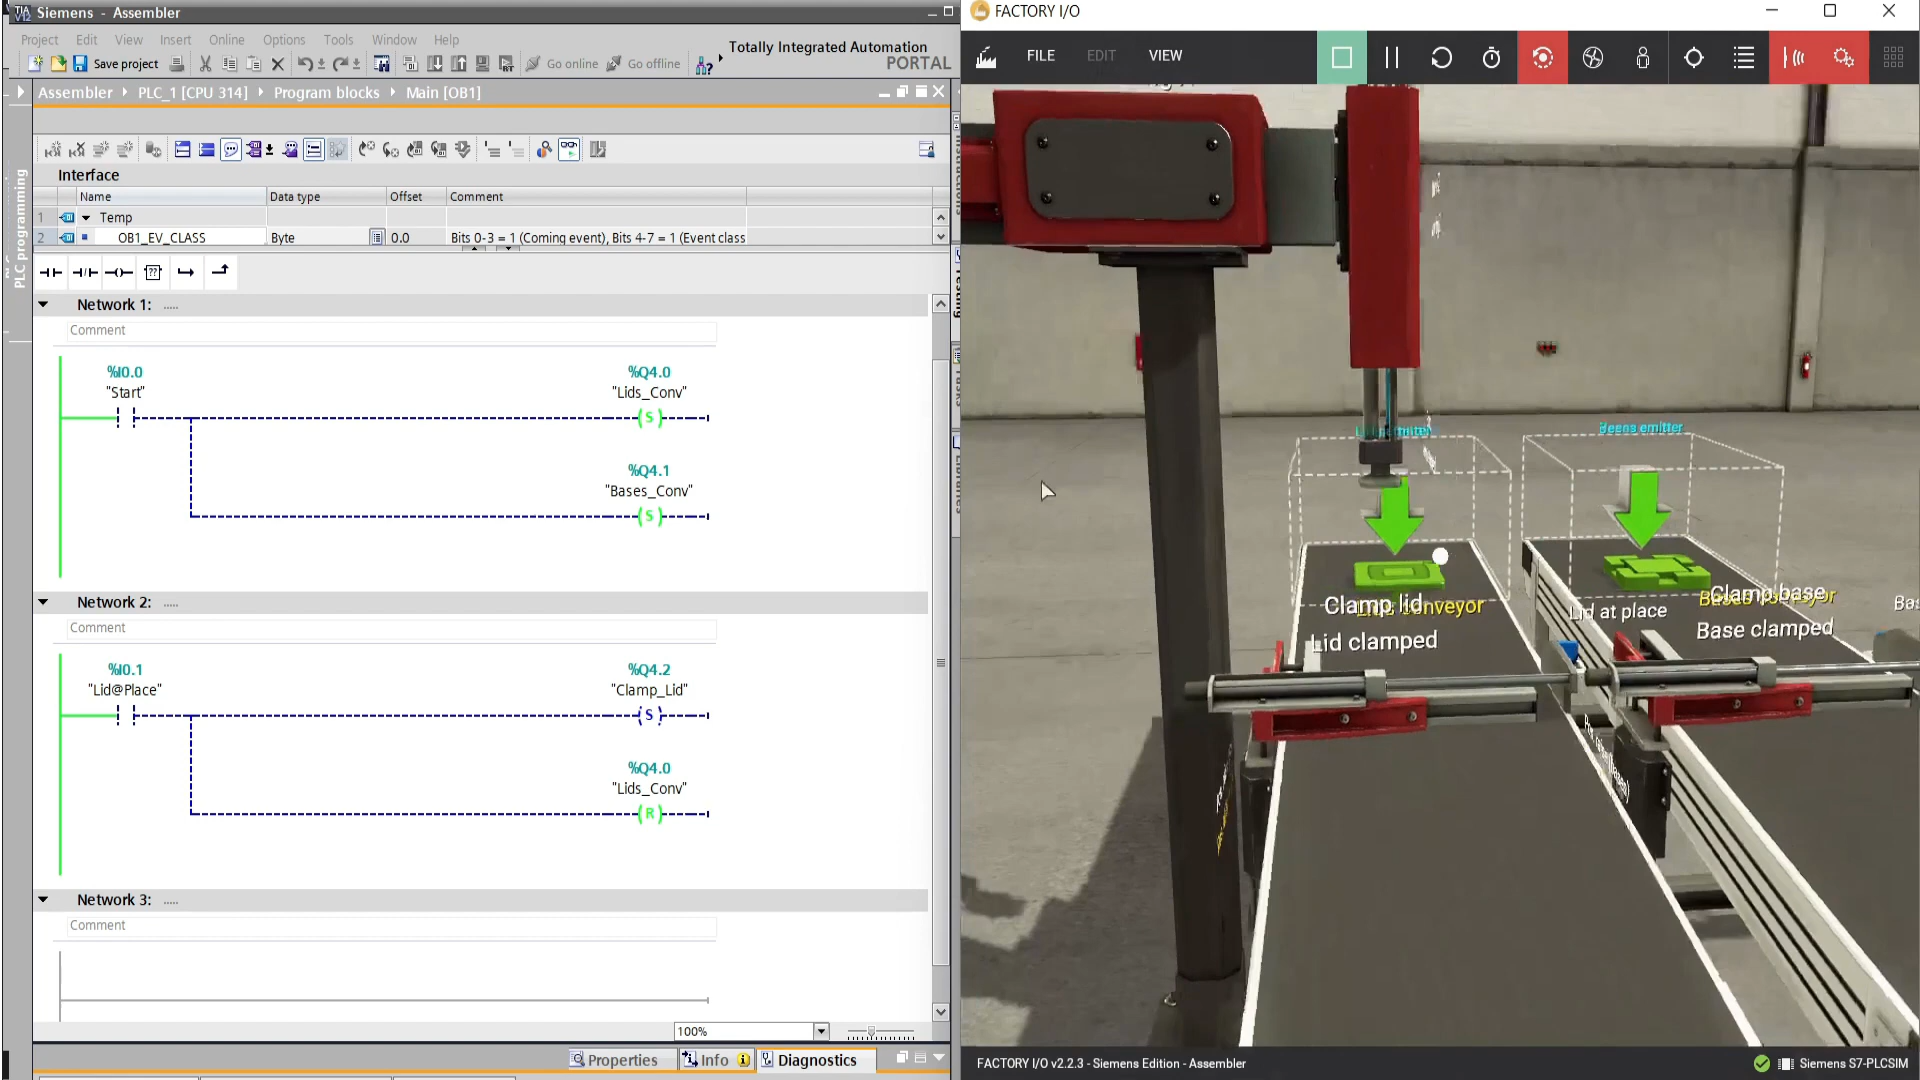 Siemens - Assembler
Project Edit View Insert Online Options Tools Window Help
Totally Integrated Automation
PORTAL
Save project
Go online
Go offline
Assembler
PLC_1 [CPU 314]
Program blocks
Main [OB1]
PLC programming
Interface
Name Data type Offset Comment
1 Temp
2 OB1_EV_CLASS Byte 0.0 Bits 0-3 = 1 (Coming event), Bits 4-7 = 1 (Event class
Network 1: .....
Comment
%I0.0
"Start"
%Q4.0
"Lids_Conv"
S
%Q4.1
"Bases_Conv"
S
Network 2: .....
Comment
%I0.1
"Lid@Place"
%Q4.2
"Clamp_Lid"
S
%Q4.0
"Lids_Conv"
R
Network 3: .....
Comment
100%
Properties
Info
Diagnostics
FACTORY I/O
FILE EDIT VIEW
emitter
Clamp lid
conveyor
Lid clamped
Lid at place
Clamp base
Base clamped
FACTORY I/O v2.2.3 - Siemens Edition - Assembler
Siemens S7-PLCSIM